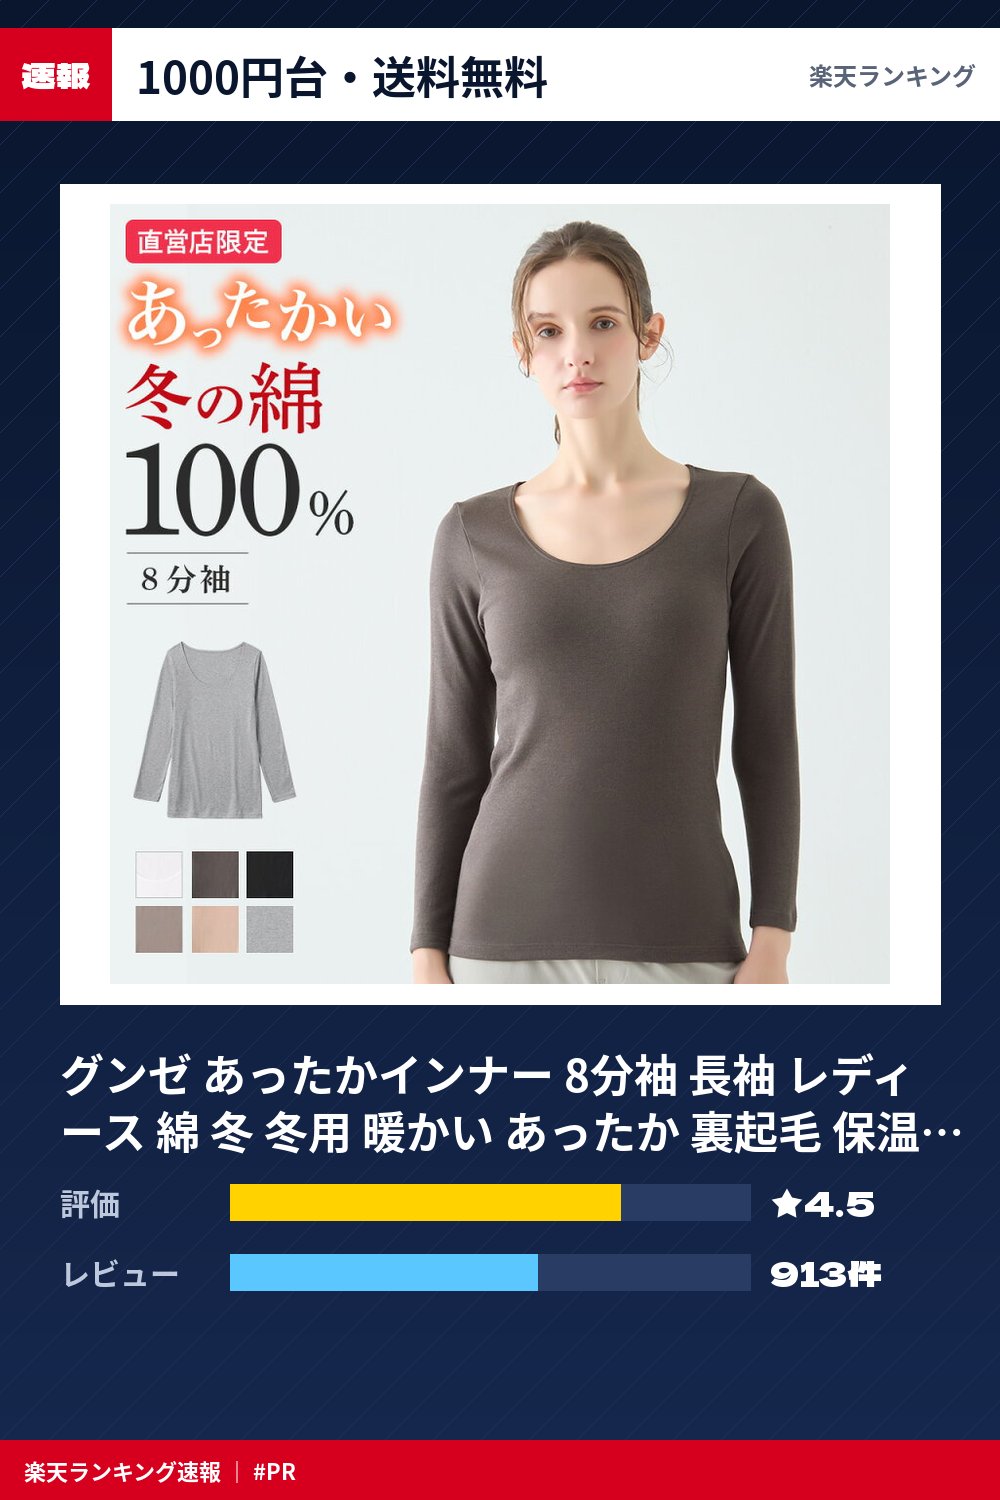 速報
1000円台・送料無料
楽天ランキング
直営店限定
あったかい
冬の綿
100%
8分袖
グンゼ あったかインナー 8分袖 長袖 レディ
ース 綿 冬 冬用 暖かい あったか 裏起毛 保温…
評価
★4.5
レビュー
913件
楽天ランキング速報 | #PR